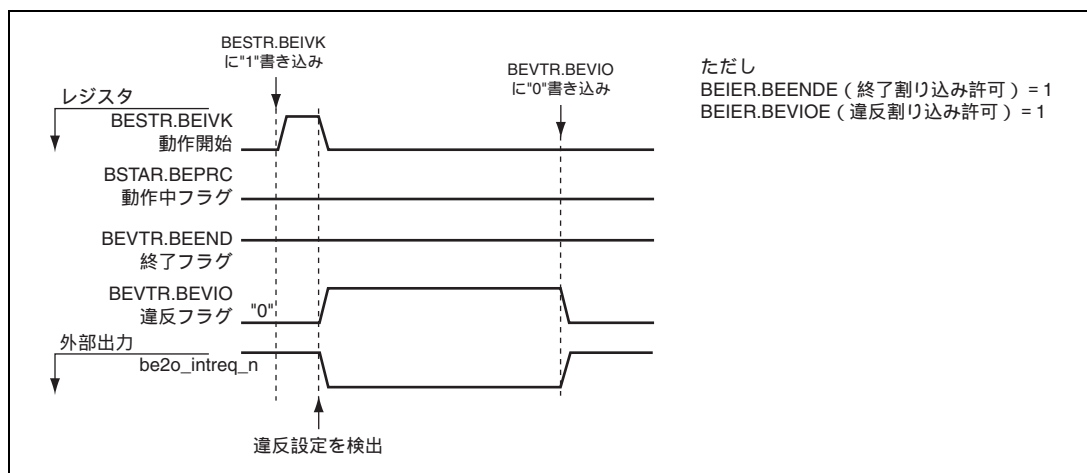 BESTR.BEIVK
に"1"書き込み
BEVTR.BEVIO
に"0"書き込み
ただし
BEIER.BEENDE（終了割り込み許可）= 1
BEIER.BEVIOE（違反割り込み許可）= 1
レジスタ
BESTR.BEIVK
動作開始
BSTAR.BEPRC
動作中フラグ
BEVTR.BEEND
終了フラグ
BEVTR.BEVIO
違反フラグ "0"
外部出力
be2o_intreq_n
違反設定を検出